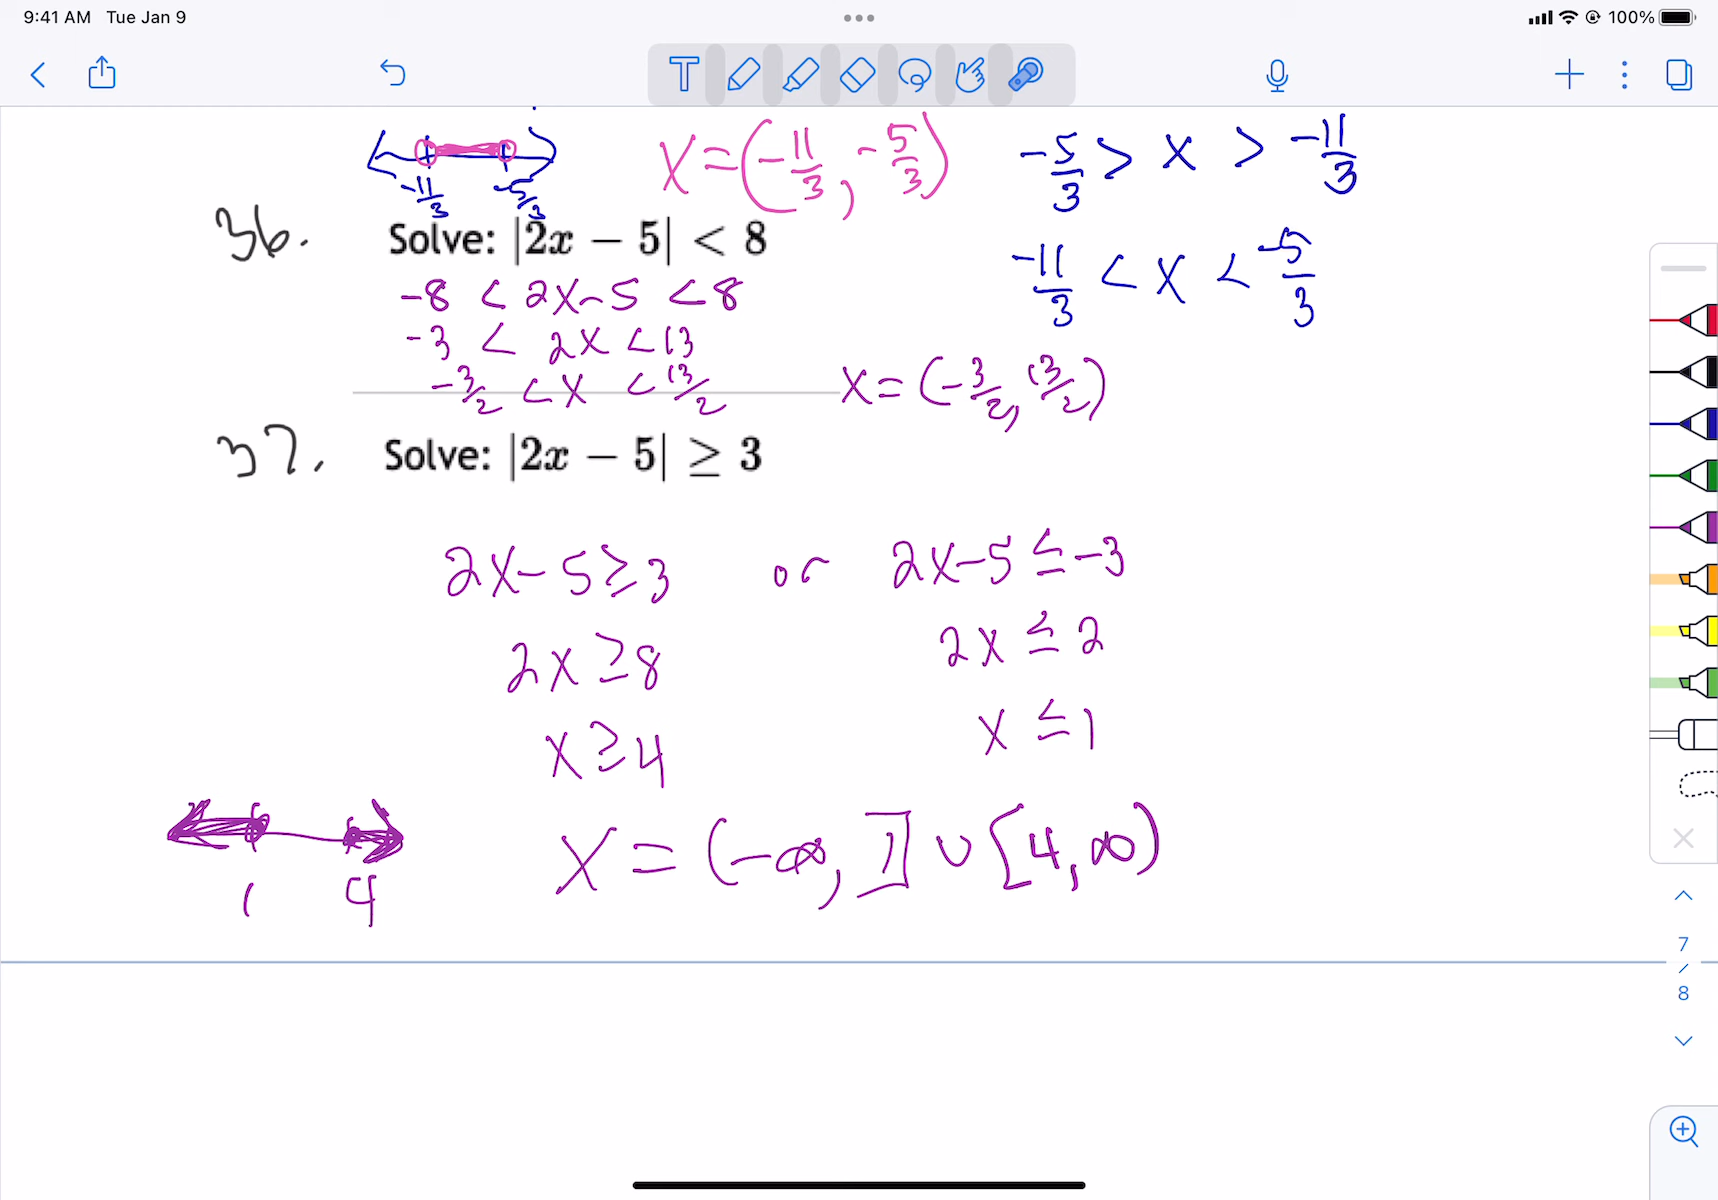 9:41 AM Tue Jan 9
100%
-11/3 -5/3
x = (-11/3, -5/3)
-5/3 > x > -11/3
36. Solve: |2x − 5| < 8
-11/3 < x < -5/3
-8 < 2x-5 < 8
-3 < 2x < 13
-3/2 < x < 13/2
x = (-3/2, 13/2)
37. Solve: |2x − 5| ≥ 3
2x-5≥3 or 2x-5≤-3
2x≥8 2x≤2
x≥4 x≤1
1 4
x = (-∞, 1] ∪ [4, ∞)
7
/
8